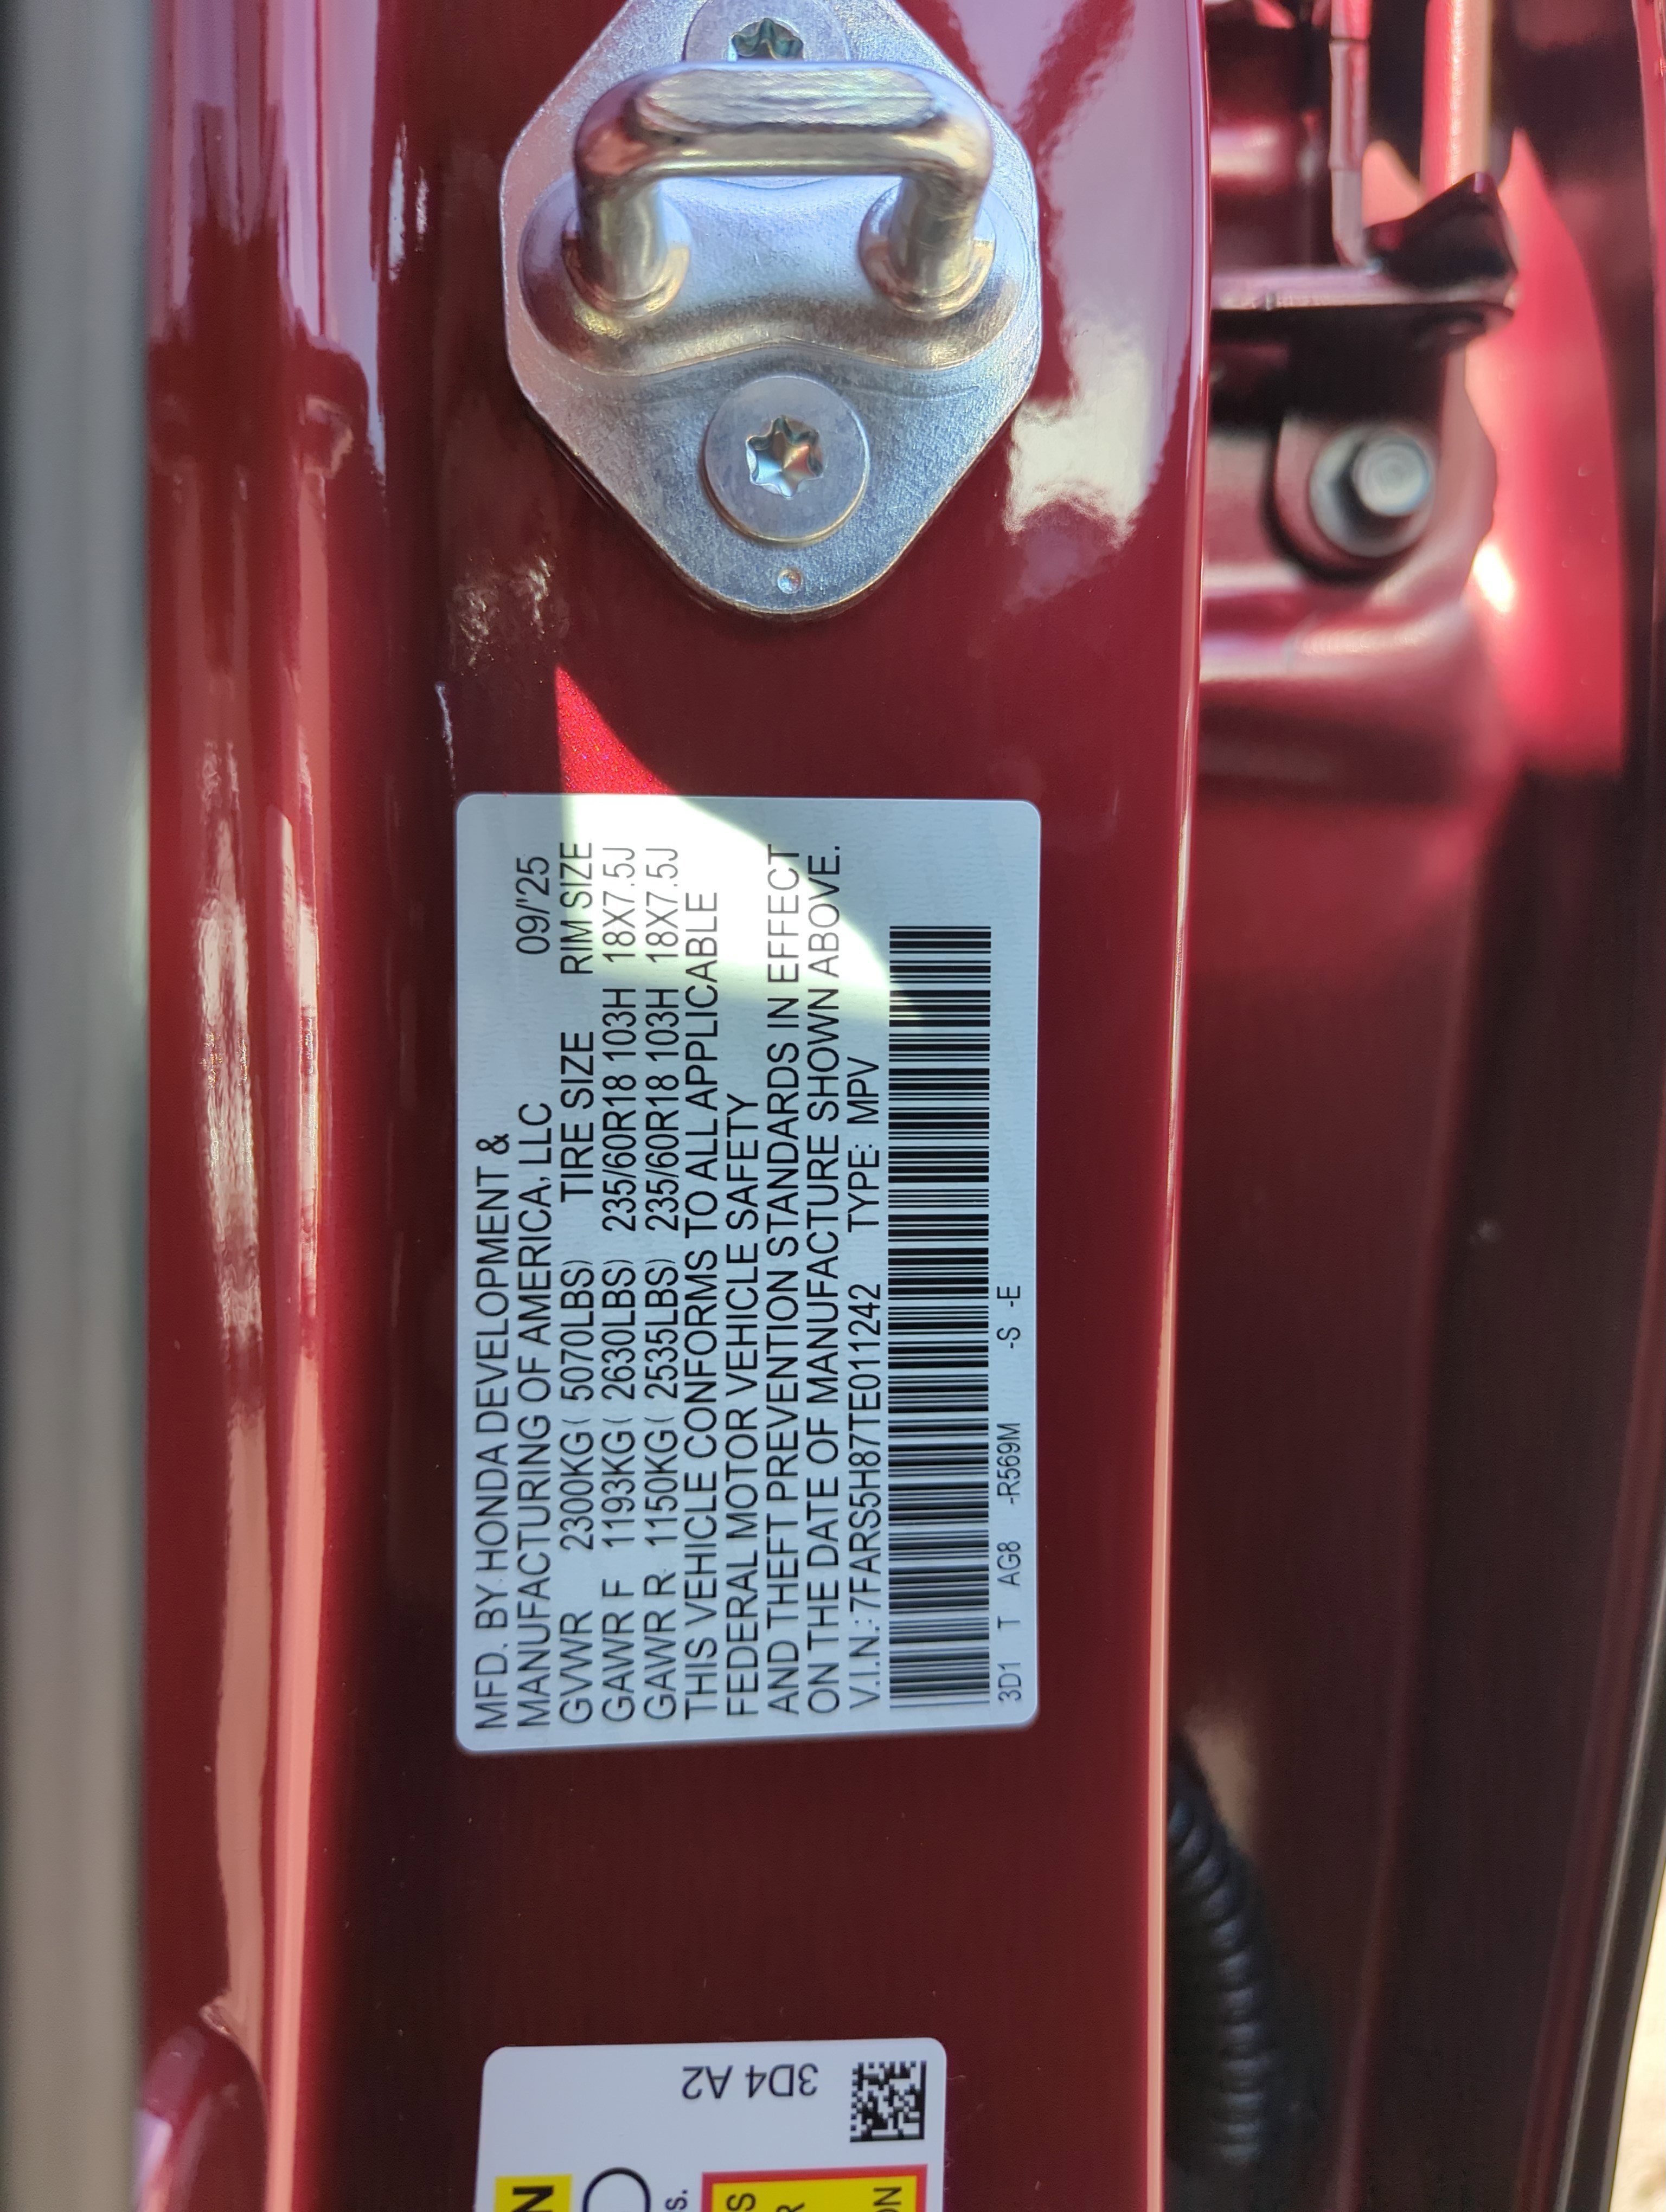 MFD. BY HONDA DEVELOPMENT &
MANUFACTURING OF AMERICA, LLC 09/'25
GVWR 2300KG ( 5070LBS) TIRE SIZE RIM SIZE
GAWR F 1193KG ( 2630LBS) 235/60R18 103H 18X7.5J
GAWR R 1150KG ( 2535LBS) 235/60R18 103H 18X7.5J
THIS VEHICLE CONFORMS TO ALL APPLICABLE
FEDERAL MOTOR VEHICLE SAFETY
AND THEFT PREVENTION STANDARDS IN EFFECT
ON THE DATE OF MANUFACTURE SHOWN ABOVE.
V.I.N.: 7FARS5H87TE011242 TYPE: MPV
3D1 T AG8 -R569M -S -E
3D4 A2